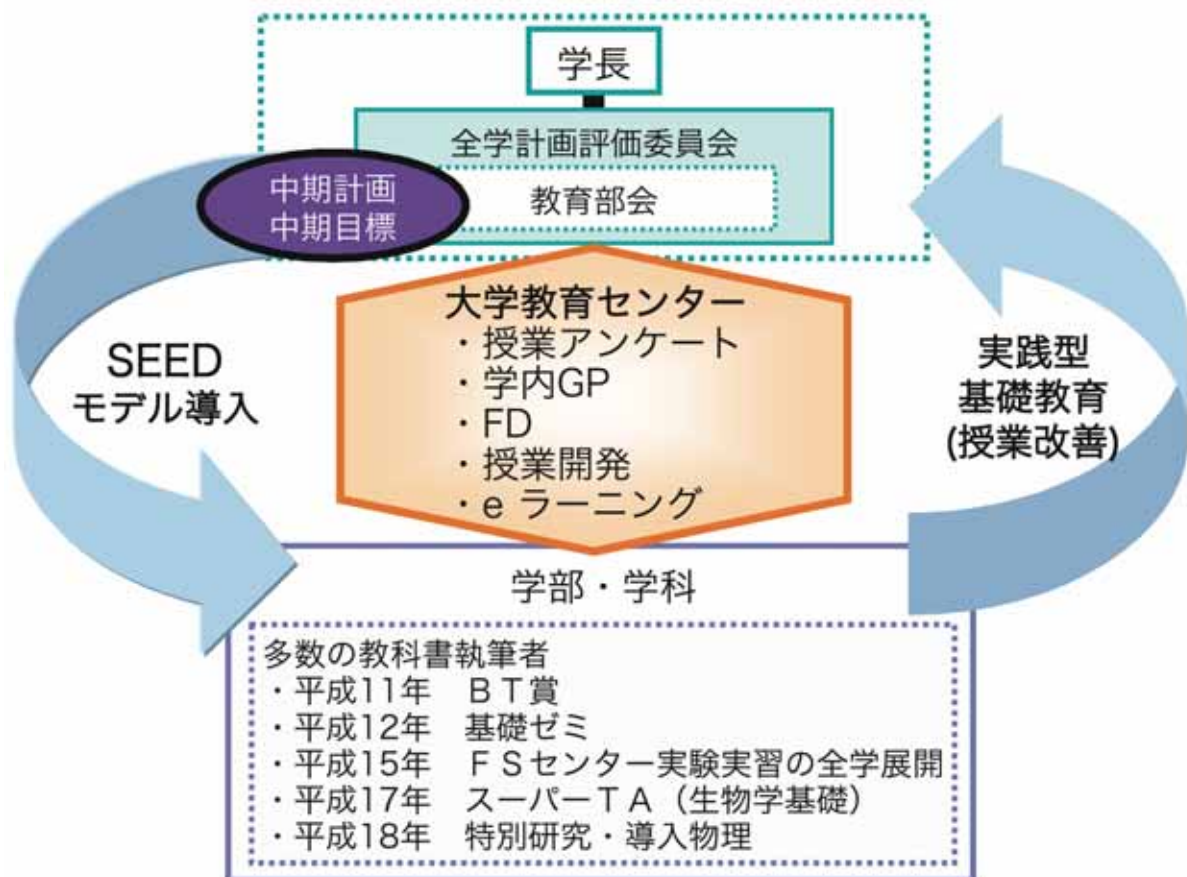 学長
全学計画評価委員会
教育部会
中期計画
中期目標
大学教育センター
・授業アンケート
・学内GP
・FD
・授業開発
・e ラーニング
SEED
モデル導入
実践型
基礎教育
(授業改善)
学部・学科
多数の教科書執筆者
・平成11年　ＢＴ賞
・平成12年　基礎ゼミ
・平成15年　ＦＳセンター実験実習の全学展開
・平成17年　スーパーＴＡ（生物学基礎）
・平成18年　特別研究・導入物理